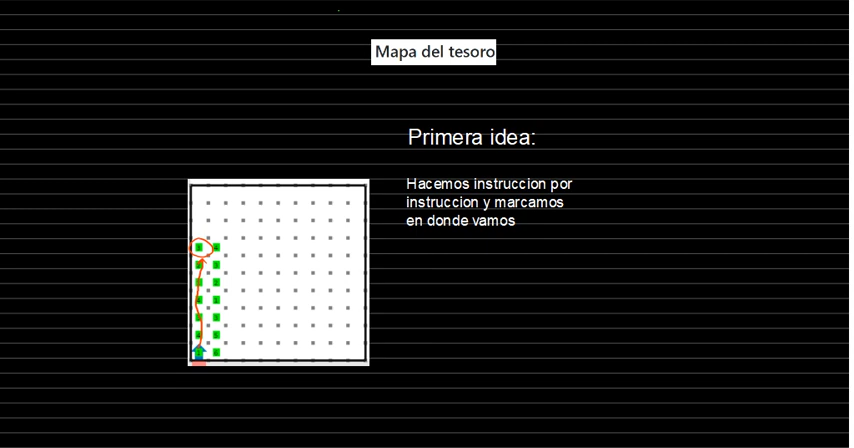 Mapa del tesoro
Primera idea:
Hacemos instruccion por
instruccion y marcamos
en donde vamos